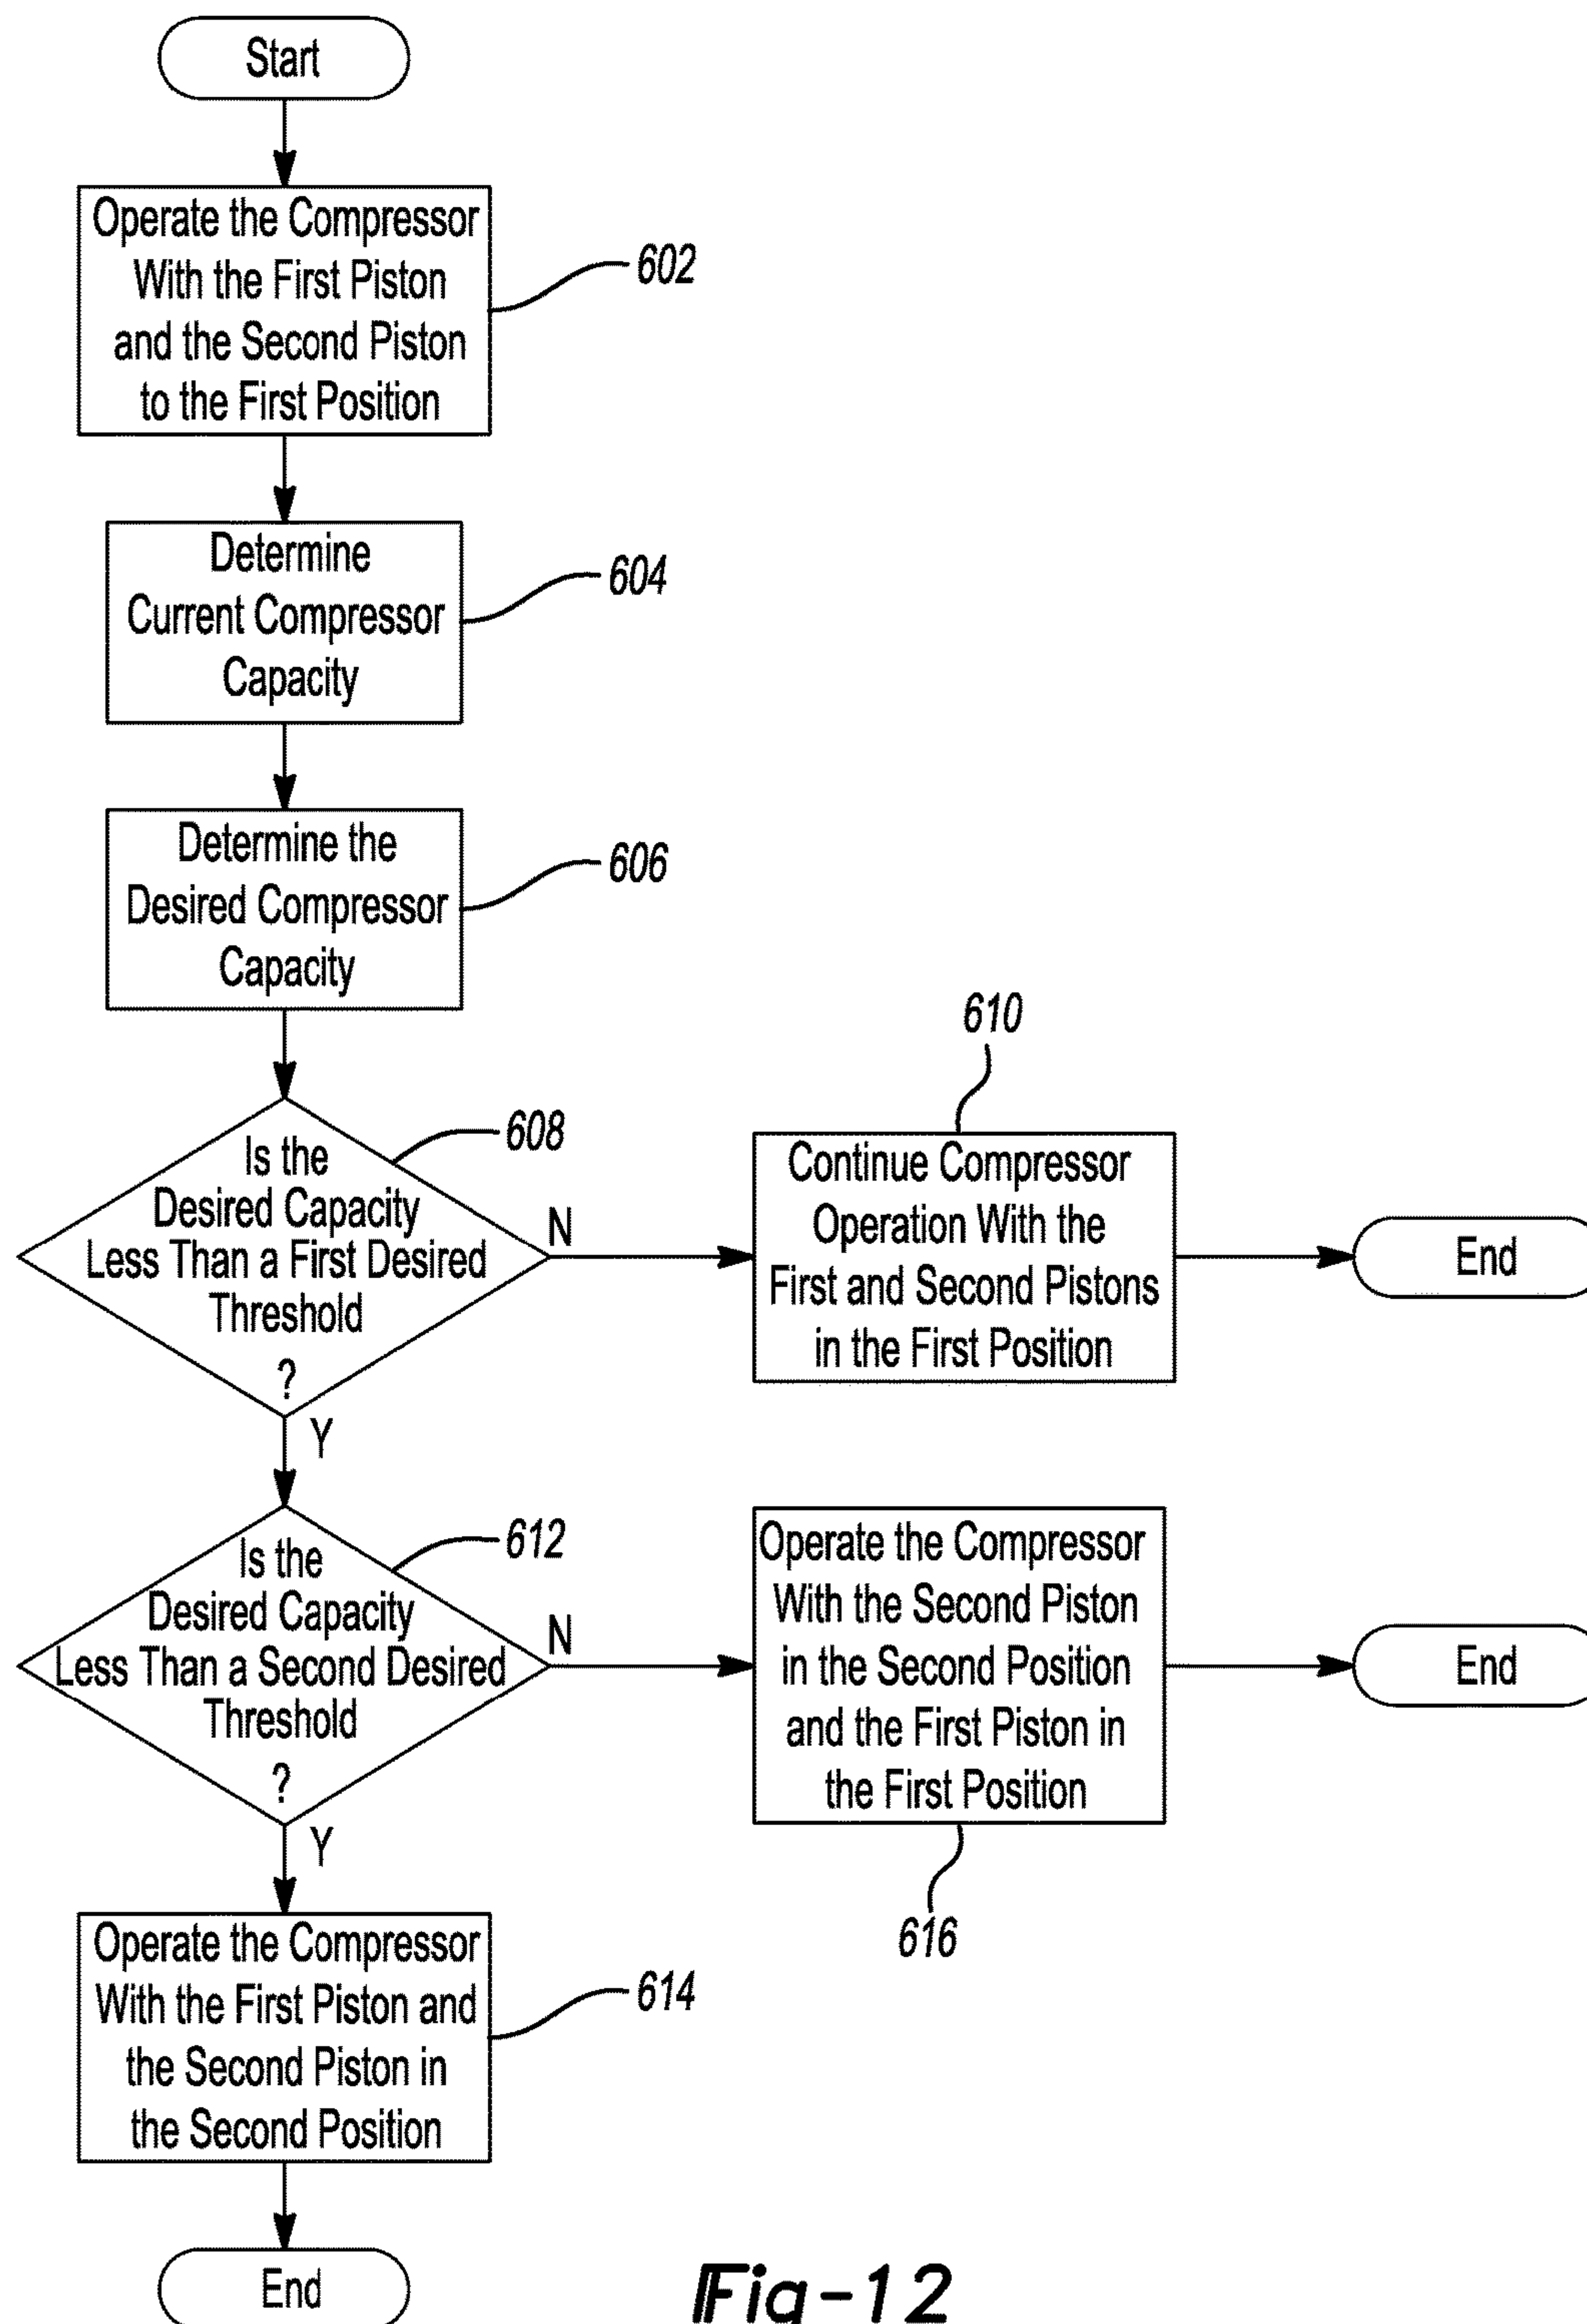 Start
Operate the Compressor
With the First Piston
and the Second Piston
to the First Position
602
Determine
Current Compressor
Capacity
604
Determine the
Desired Compressor
Capacity
606
Is the
Desired Capacity
Less Than a First Desired
Threshold
?
608
N
Y
610
Continue Compressor
Operation With the
First and Second Pistons
in the First Position
End
Is the
Desired Capacity
Less Than a Second Desired
Threshold
?
612
N
Y
Operate the Compressor
With the Second Piston
in the Second Position
and the First Piston in
the First Position
616
End
Operate the Compressor
With the First Piston and
the Second Piston in
the Second Position
614
End
Fig-12